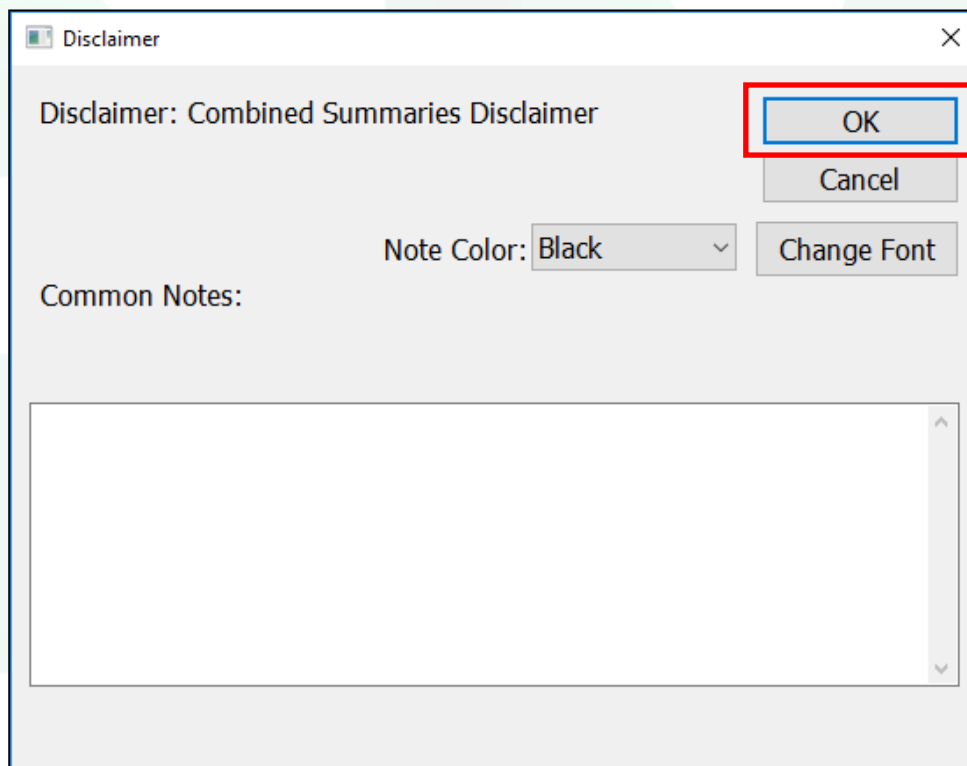 Disclaimer
Disclaimer: Combined Summaries Disclaimer
OK
Cancel
Note Color: Black
Change Font
Common Notes: